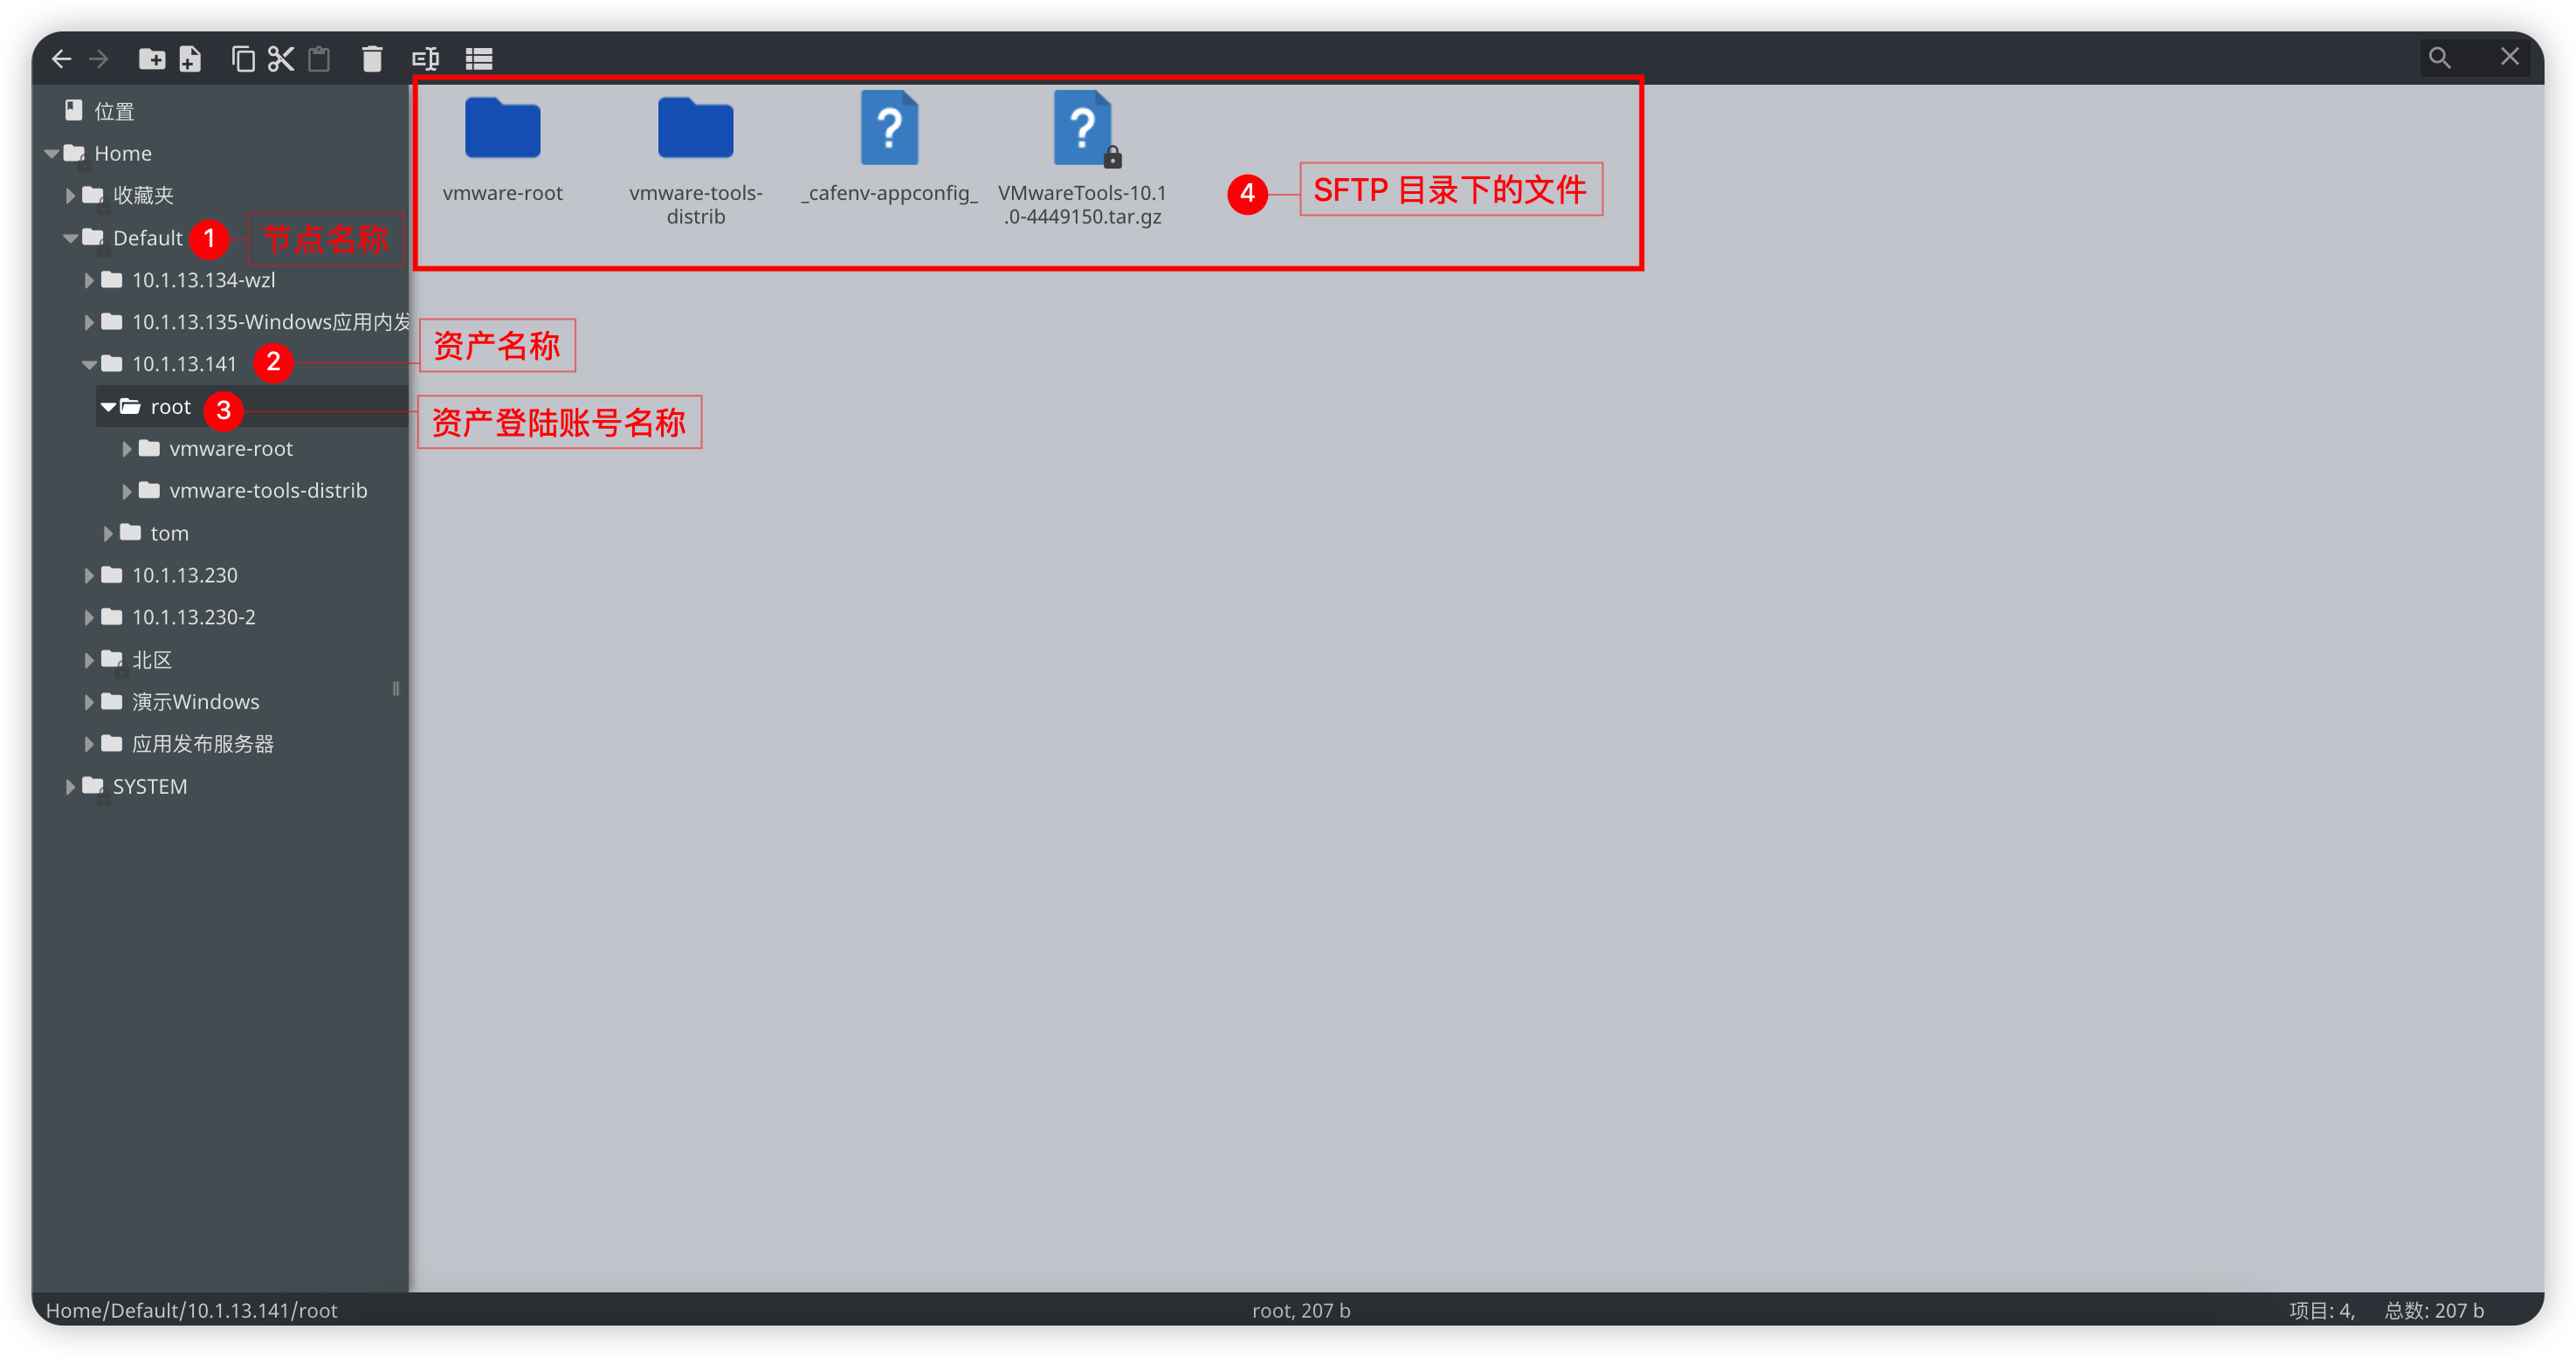 位置
Home
收藏夹
Default
1
节点名称
10.1.13.134-wzl
10.1.13.135-Windows应用内发
10.1.13.141
2
资产名称
root
3
资产登陆账号名称
vmware-root
vmware-tools-distrib
tom
10.1.13.230
10.1.13.230-2
北区
演示Windows
应用发布服务器
SYSTEM
vmware-root
vmware-tools-
distrib
_cafenv-appconfig_
VMwareTools-10.1
.0-4449150.tar.gz
4
SFTP 目录下的文件
Home/Default/10.1.13.141/root
root, 207 b
项目: 4, 总数: 207 b